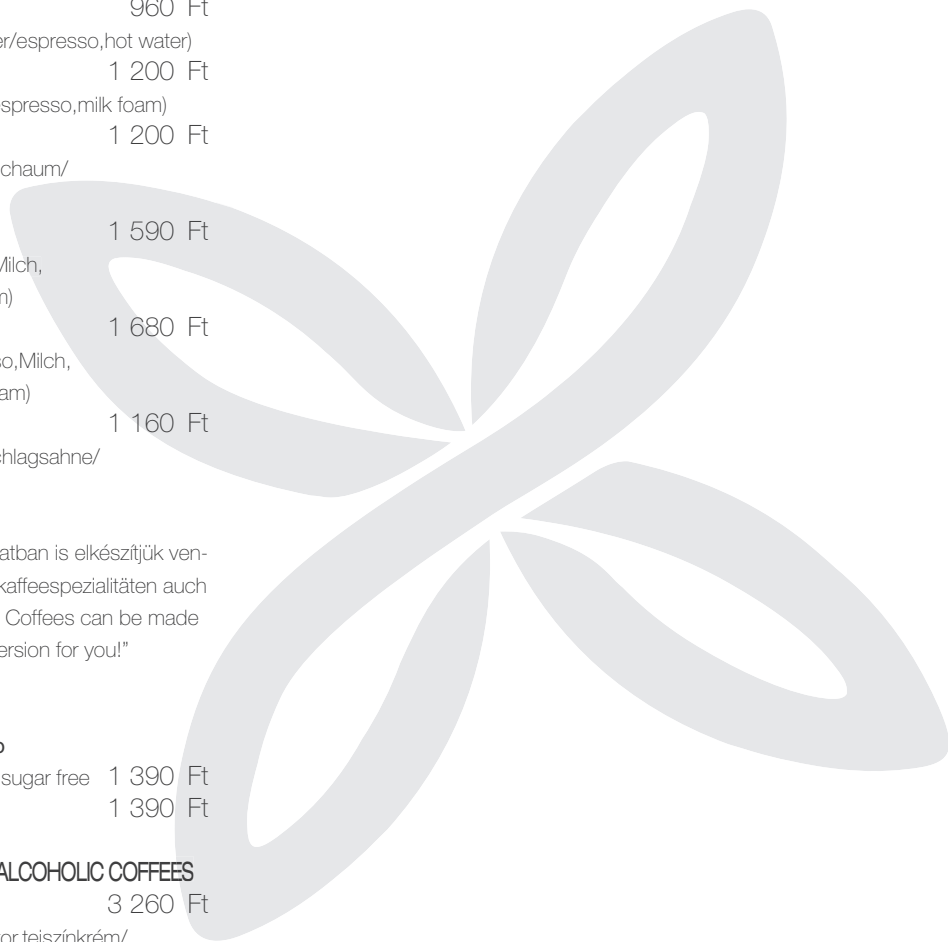 960 Ft
er/espresso,hot water)
1 200 Ft
spresso,milk foam)
1 200 Ft
chaum/
1 590 Ft
Milch,
m)
1 680 Ft
so,Milch,
am)
1 160 Ft
chlagsahne/
atban is elkészítjük ven-
kaffeespezialitäten auch
Coffees can be made
ersion for you!”
sugar free 1 390 Ft
1 390 Ft
ALCOHOLIC COFFEES
3 260 Ft
or,tejszínkrém/